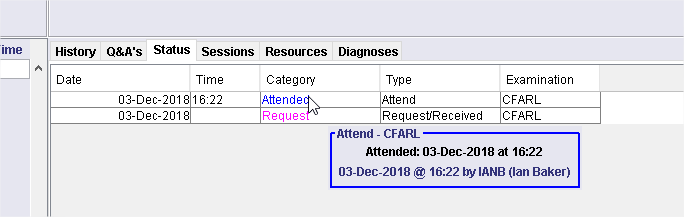 Time History Q&A's Status Sessions Resources Diagnoses
Date Time Category Type Examination
03-Dec-2018 16:22 Attended Attend CFARL
03-Dec-2018 Request Request/Received CFARL
Attend - CFARL
Attended: 03-Dec-2018 at 16:22
03-Dec-2018 @ 16:22 by IANB (Ian Baker)